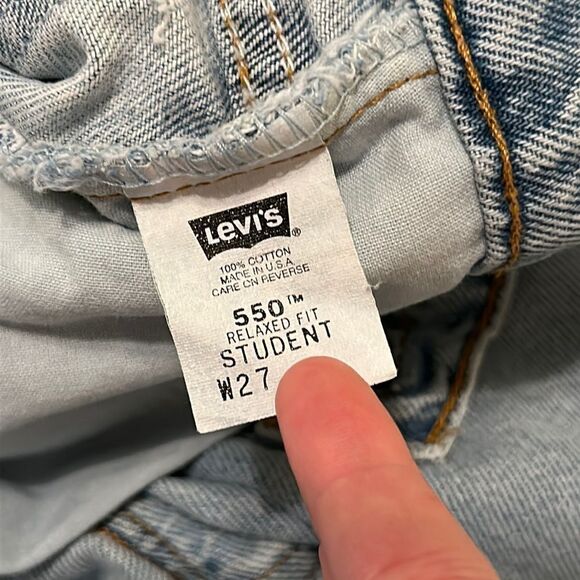 Levi's ®
100% COTTON
MADE IN U.S.A.
CARE ON REVERSE
550™
RELAXED FIT
STUDENT
W27